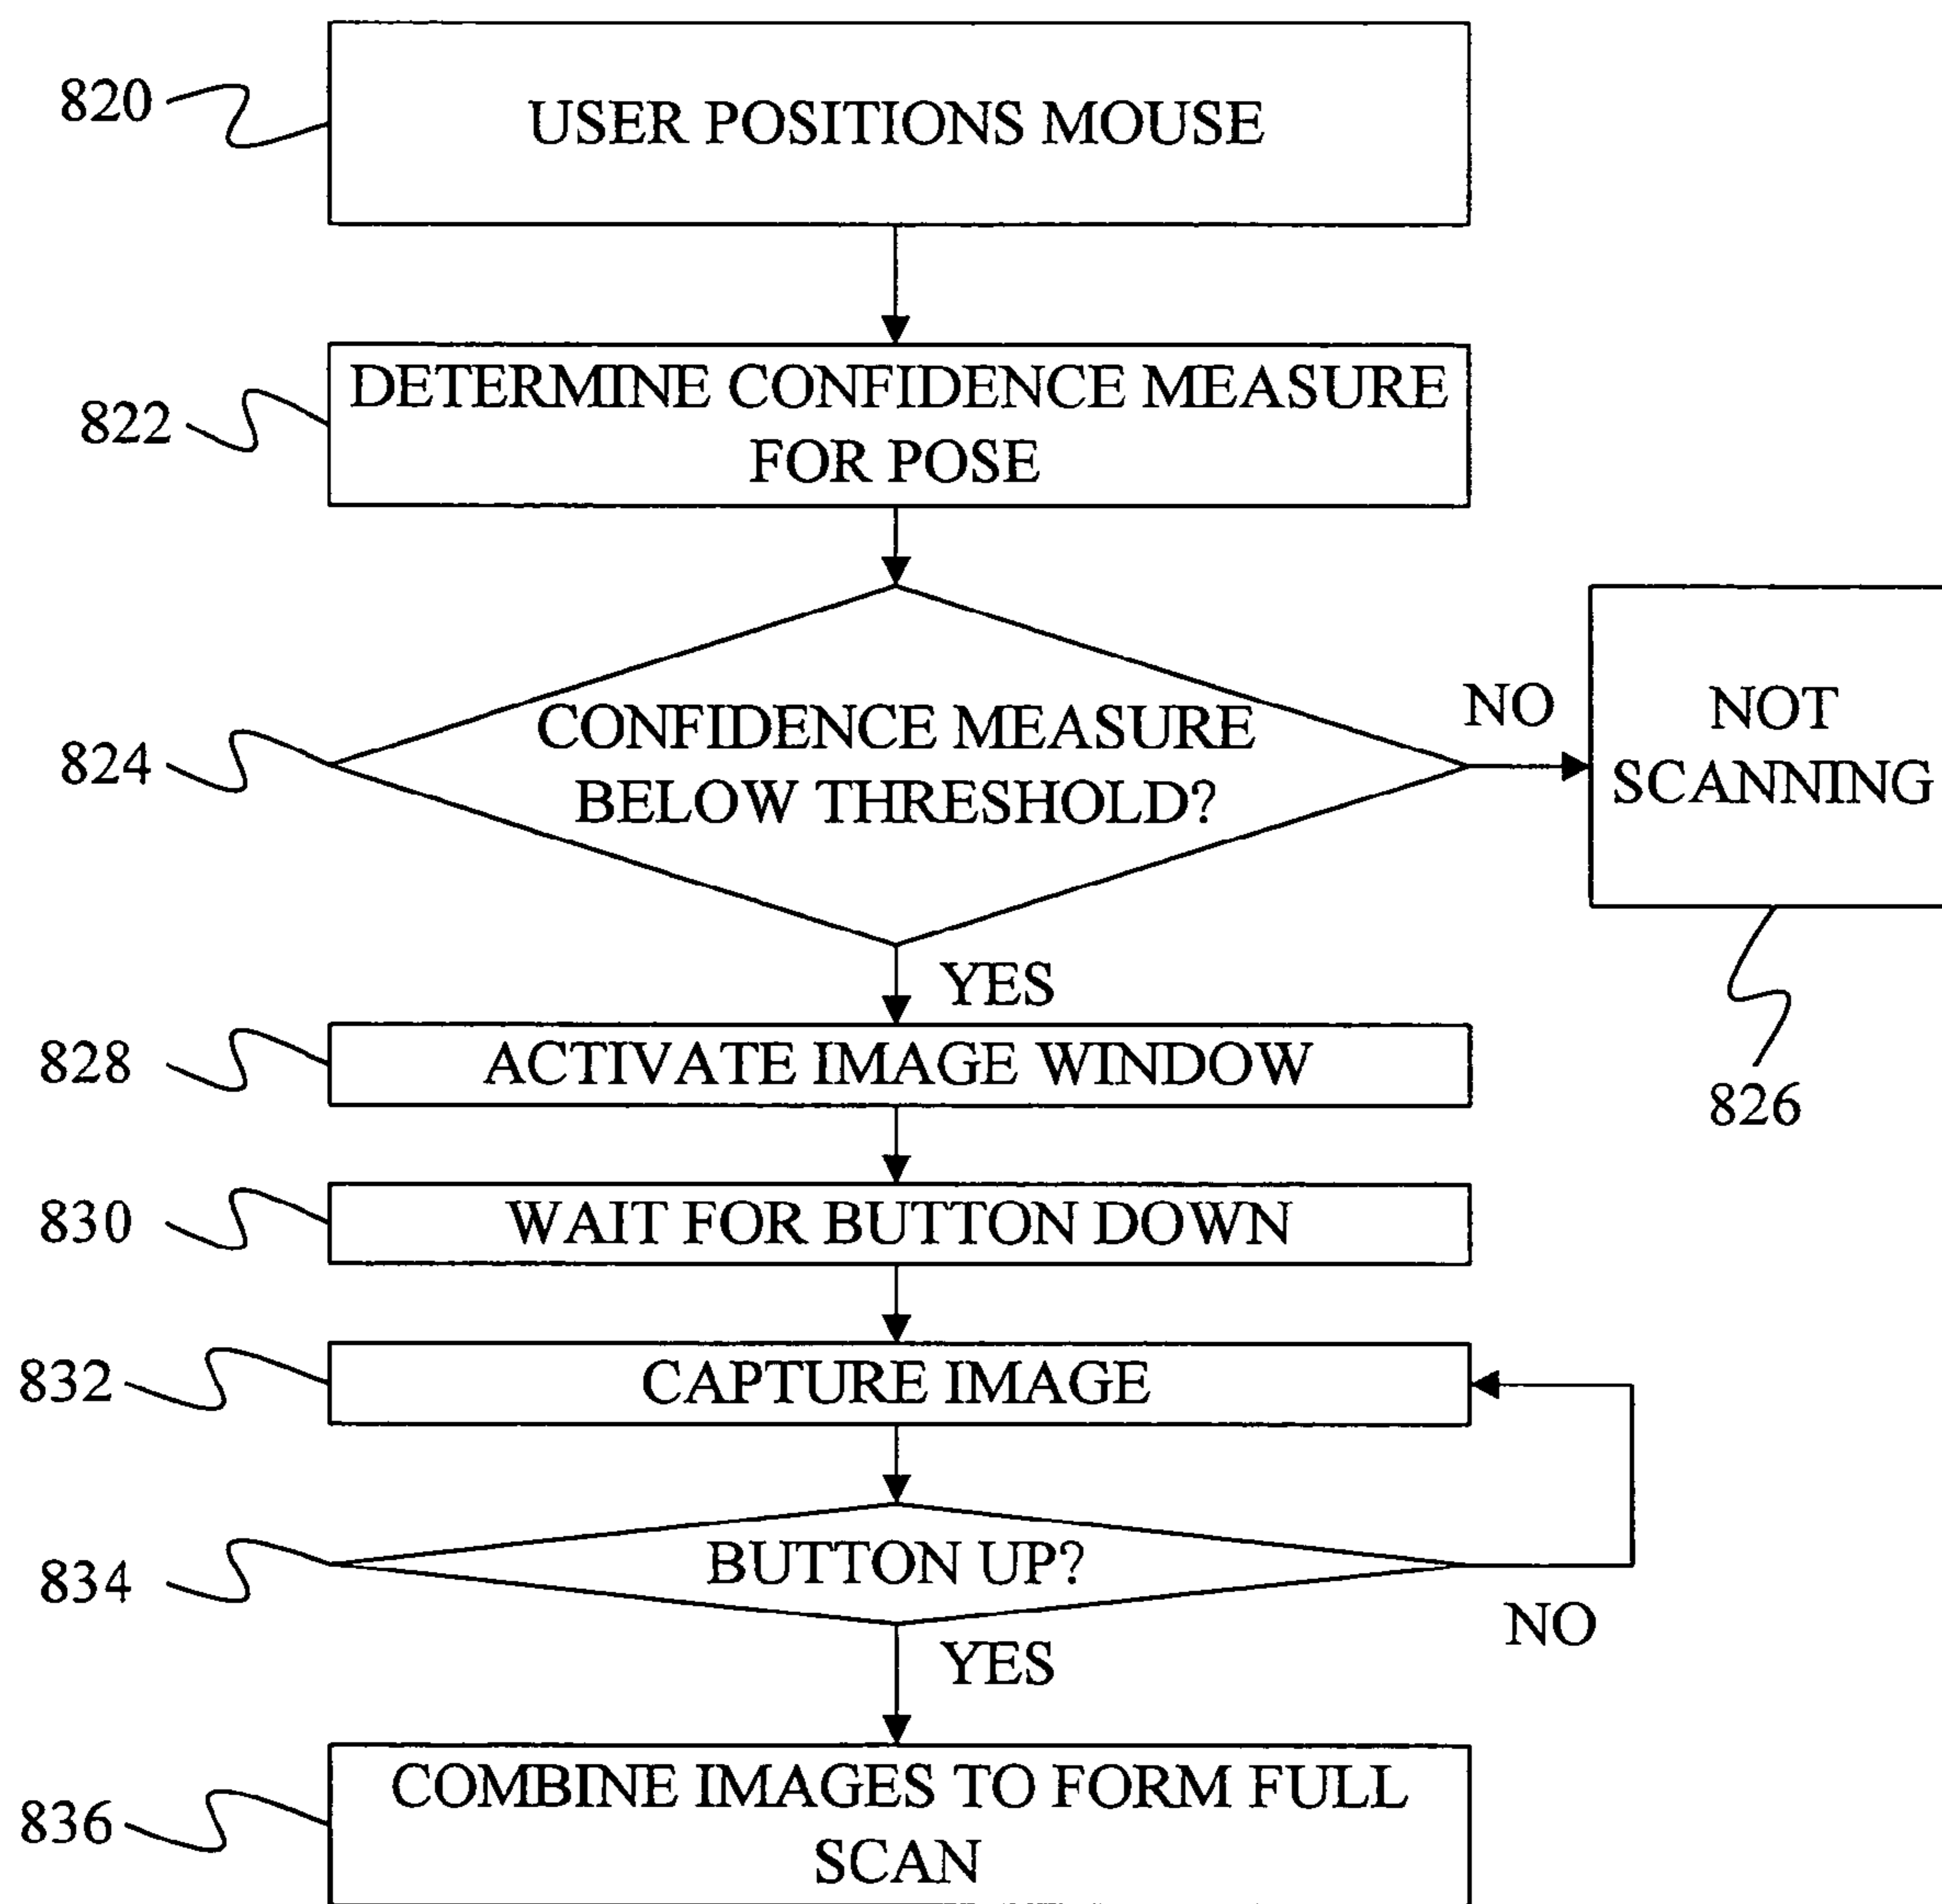 820
USER POSITIONS MOUSE
822
DETERMINE CONFIDENCE MEASURE
FOR POSE
824
CONFIDENCE MEASURE
BELOW THRESHOLD?
NO
NOT
SCANNING
826
YES
828
ACTIVATE IMAGE WINDOW
830
WAIT FOR BUTTON DOWN
832
CAPTURE IMAGE
834
BUTTON UP?
NO
YES
836
COMBINE IMAGES TO FORM FULL
SCAN